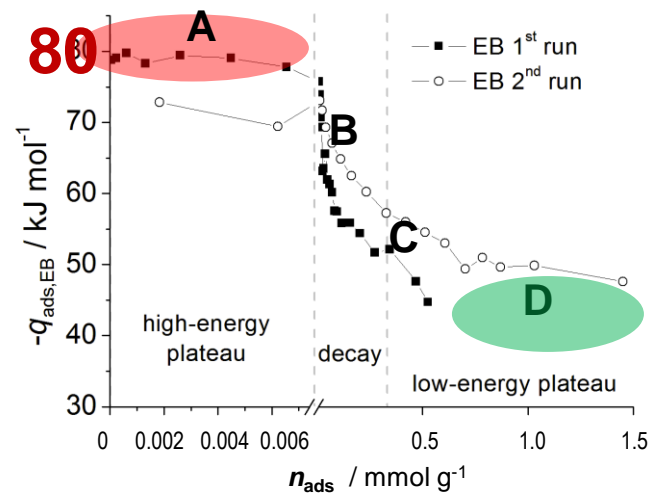 A
80
80
EB 1st run
EB 2nd run
70
B
60
C
50
D
40
30
-qads,EB / kJ mol-1
high-energy
plateau
decay
low-energy plateau
0 0.002 0.004 0.006 0.5 1.0 1.5
nads / mmol g-1